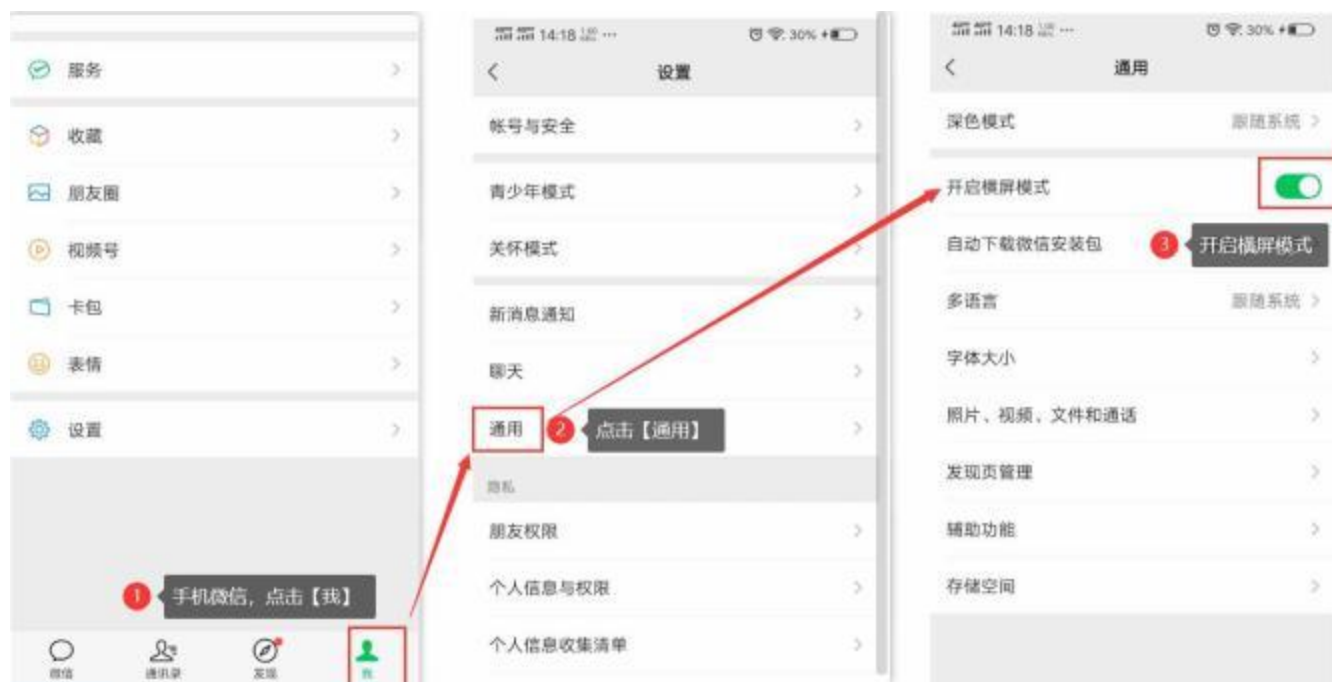 服务
收藏
朋友圈
视频号
卡包
表情
设置
1 手机微信，点击【我】
微信
通讯录
发现
我
14:18 ··· 30%
设置
帐号与安全
青少年模式
关怀模式
新消息通知
聊天
通用
2 点击【通用】
隐私
朋友权限
个人信息与权限
个人信息收集清单
14:18 ··· 30%
通用
深色模式 跟随系统
开启横屏模式
自动下载微信安装包
3 开启横屏模式
多语言 跟随系统
字体大小
照片、视频、文件和通话
发现页管理
辅助功能
存储空间